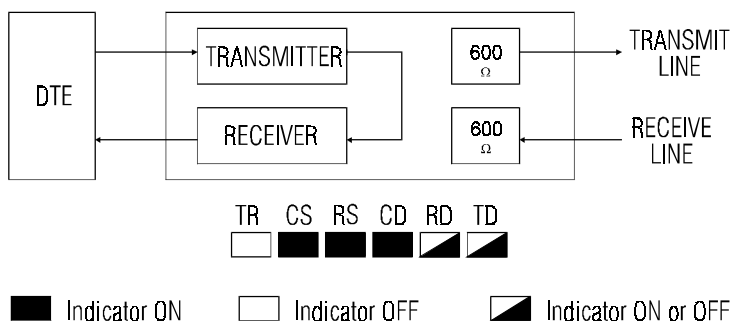 DTE
TRANSMITTER
RECEIVER
600
Ω
600
Ω
TRANSMIT
LINE
RECEIVE
LINE
TR CS RS CD RD TD
Indicator ON Indicator OFF Indicator ON or OFF